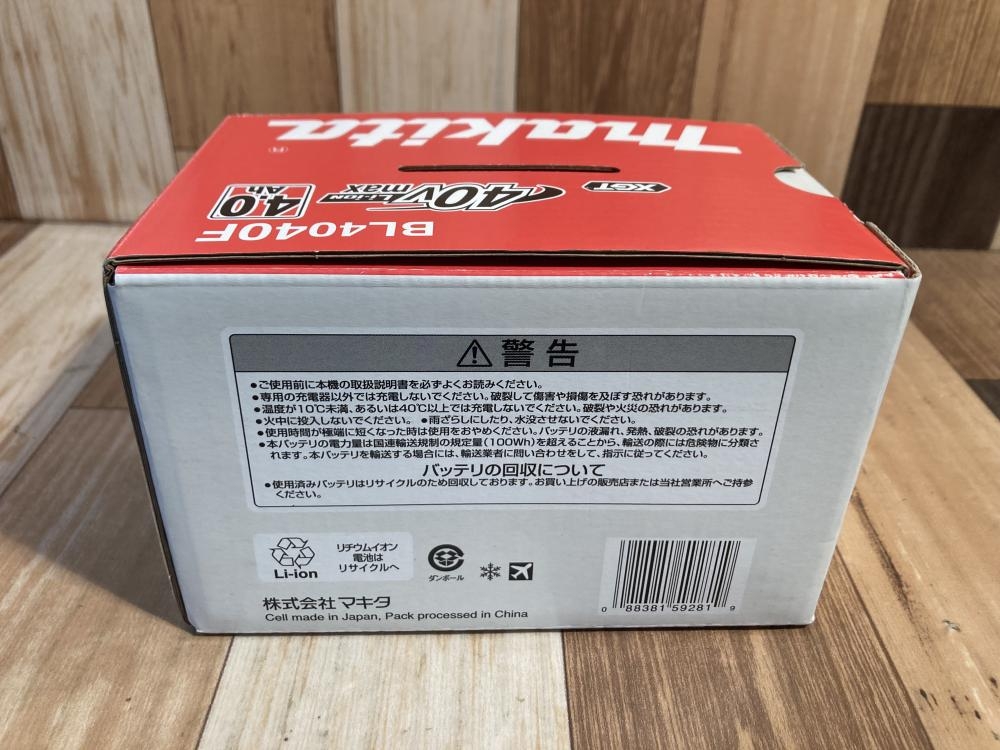 makita
XGT
40Vmax Li-ion
4.0 Ah
BL4040F
⚠警告
●ご使用前に本機の取扱説明書を必ずよくお読みください。
●専用の充電器以外では充電しないでください。破裂して傷害や損傷を及ぼす恐れがあります。
●温度が10℃未満、あるいは40℃以上では充電しないでください。破裂や火災の恐れがあります。
●火中に投入しないでください。 ●雨ざらしにしたり、水没させないでください。
●使用時間が極端に短くなった時は使用をおやめください。バッテリの液漏れ、発熱、破裂の恐れがあります。
●本バッテリの電力量は国連輸送規制の規定量(100Wh)を超えることから、輸送の際には危険物に分類さ
れます。本バッテリを輸送する場合には、輸送業者に問い合わせをして、指示に従ってください。
バッテリの回収について
●使用済みバッテリはリサイクルのため回収しております。お買い上げの販売店または当社営業所へご持参
ください。
Li-ion
リチウムイオン
電池は
リサイクルへ
ダンボール
株式会社マキタ
Cell made in Japan, Pack processed in China
0 88381 59281 9